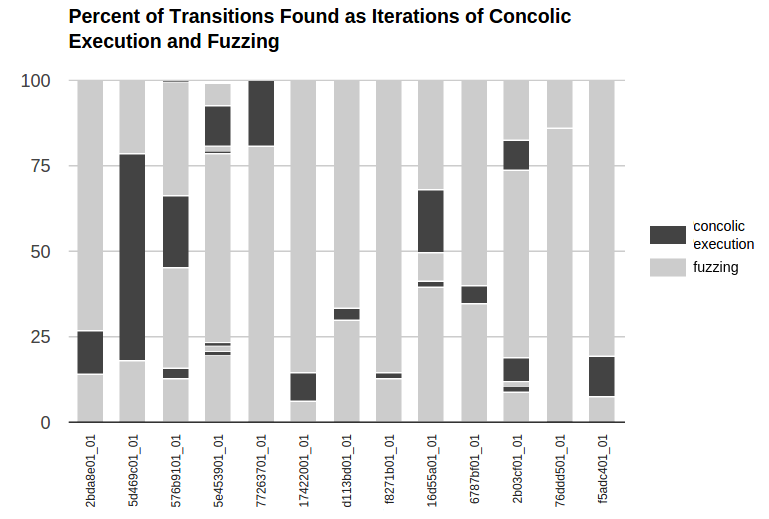 Percent of Transitions Found as Iterations of Concolic
Execution and Fuzzing
100
75
50
25
0
concolic
execution
fuzzing
2bda8e01_01
5d469c01_01
576b9101_01
5e453901_01
77263701_01
17422001_01
d113bd01_01
f8271b01_01
16d55a01_01
6787bf01_01
2b03cf01_01
76ddd501_01
f5adc401_01